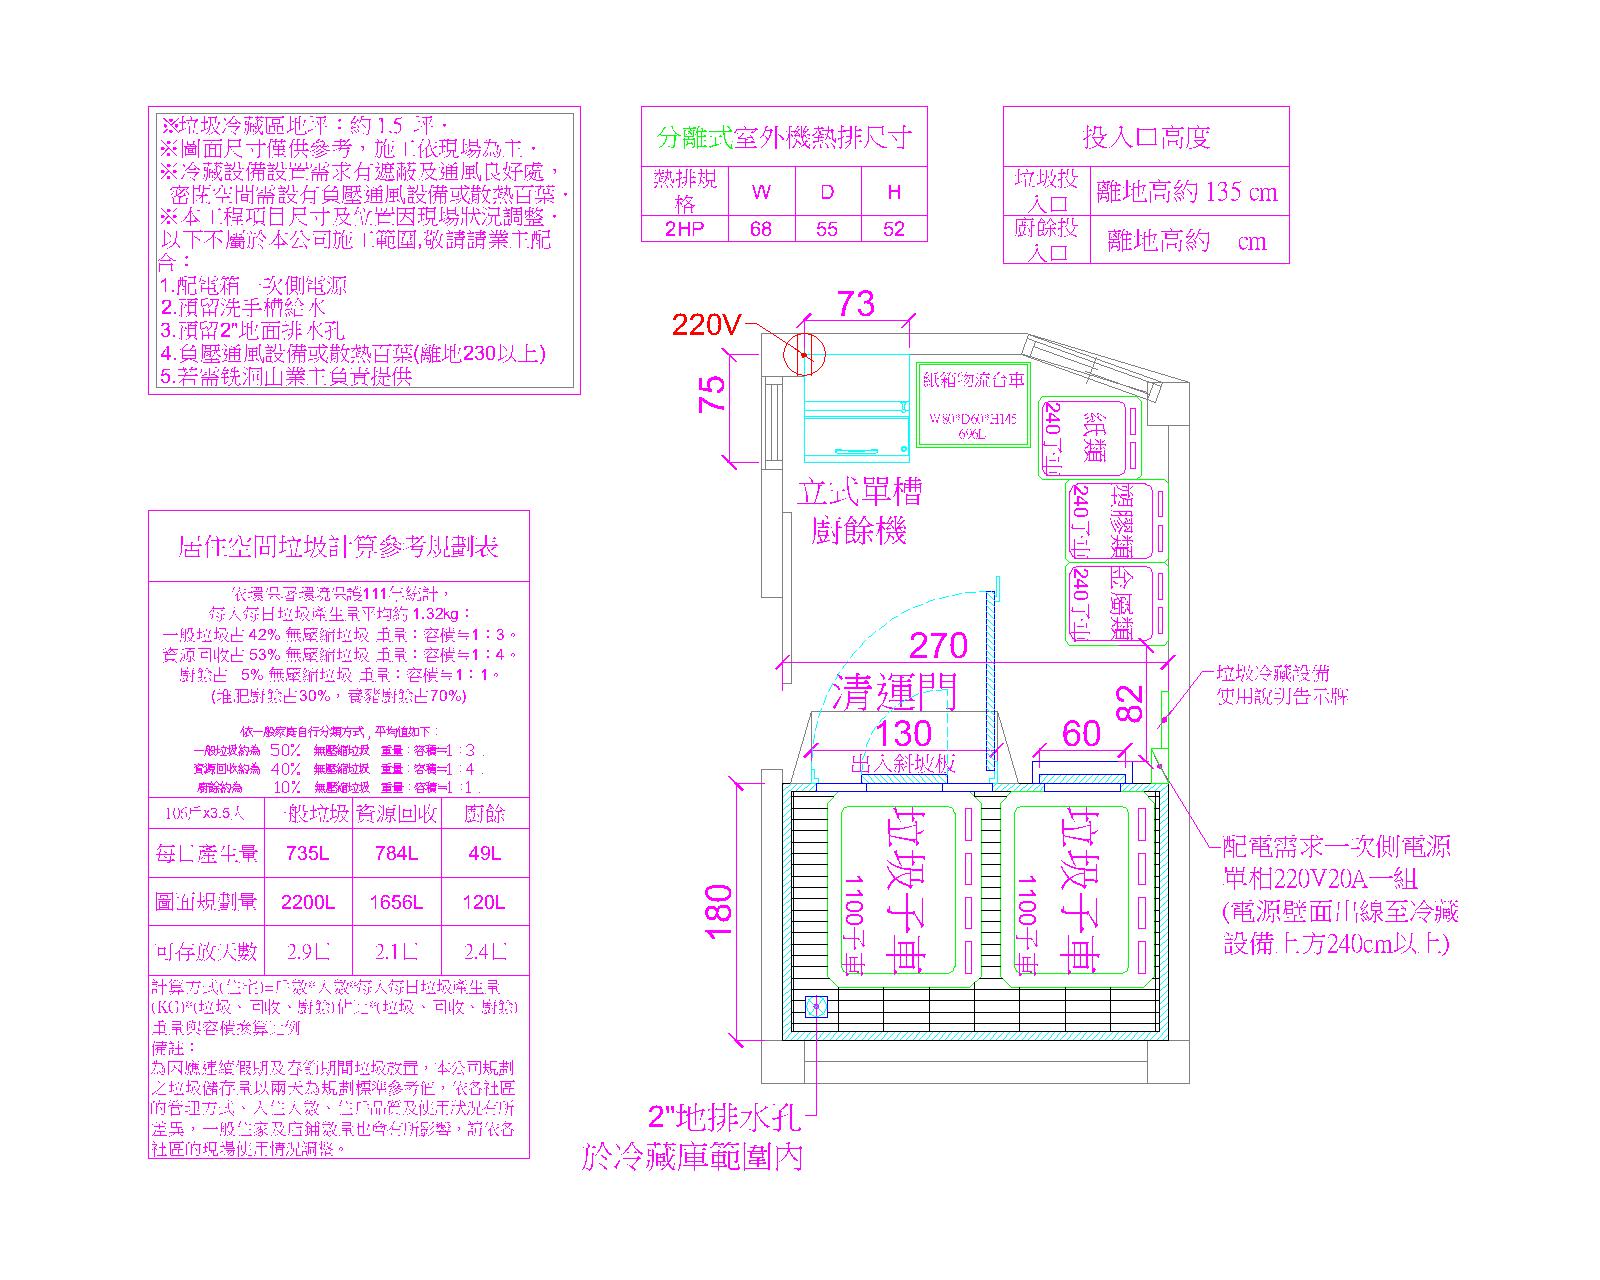 ※垃圾冷藏區地坪：約 1.5 坪．
※圖面尺寸僅供參考，施工依現場為主．
※冷藏設備設置需求有遮蔽及通風良好處，
密閉空間需設有負壓通風設備或散熱百葉．
※本工程項目尺寸及位置因現場狀況調整．
以下不屬於本公司施工範圍,敬請請業主配
合：
1.配電箱一次側電源
2.預留洗手槽給水
3.預留2"地面排水孔
4.負壓通風設備或散熱百葉(離地230以上)
5.若需銑洞由業主負責提供
分離式室外機熱排尺寸
熱排規格 W D H
2HP 68 55 52
投入口高度
垃圾投入口 離地高約 135 cm
廚餘投入口 離地高約 cm
居住空間垃圾計算參考規劃表
依環保署環境保護111年統計，
每人每日垃圾產生量平均約 1.32kg：
一般垃圾占 42% 無壓縮垃圾 重量：容積≒1：3。
資源回收占 53% 無壓縮垃圾 重量：容積≒1：4。
廚餘占 5% 無壓縮垃圾 重量：容積≒1：1。
(堆肥廚餘占30%，養豬廚餘占70%)
依一般家庭自行分類方式，平均值如下：
一般垃圾約為 50% 無壓縮垃圾 重量：容積≒1：3．
資源回收約為 40% 無壓縮垃圾 重量：容積≒1：4．
廚餘約為 10% 無壓縮垃圾 重量：容積≒1：1．
106戶x3.5人 一般垃圾 資源回收 廚餘
每日產生量 735L 784L 49L
圖面規劃量 2200L 1656L 120L
可存放天數 2.9日 2.1日 2.4日
計算方式(住宅)=戶數*人數*每人每日垃圾產生量
(KG)*(垃圾、回收、廚餘)佔比*(垃圾、回收、廚餘)
重量與容積換算比例
備註：
為因應連續假期及春節期間垃圾放置，本公司規劃
之垃圾儲存量以兩天為規劃標準參考值，依各社區
的管理方式、入住人數、住戶品質及使用狀況有所
差異，一般住家及店鋪數量也會有所影響，請依各
社區的現場使用情況調整。
220V
73
75
紙箱物流台車
W80*D60*H145
696L
紙類
240子車
塑膠類
240子車
金屬類
240子車
立式單槽
廚餘機
270
清運門
130
出入斜坡板
60
82
垃圾冷藏設備
使用說明告示牌
180
垃圾子車
1100子車
垃圾子車
1100子車
配電需求一次側電源
單相220V20A一組
(電源壁面出線至冷藏
設備上方240cm以上)
2"地排水孔
於冷藏庫範圍內